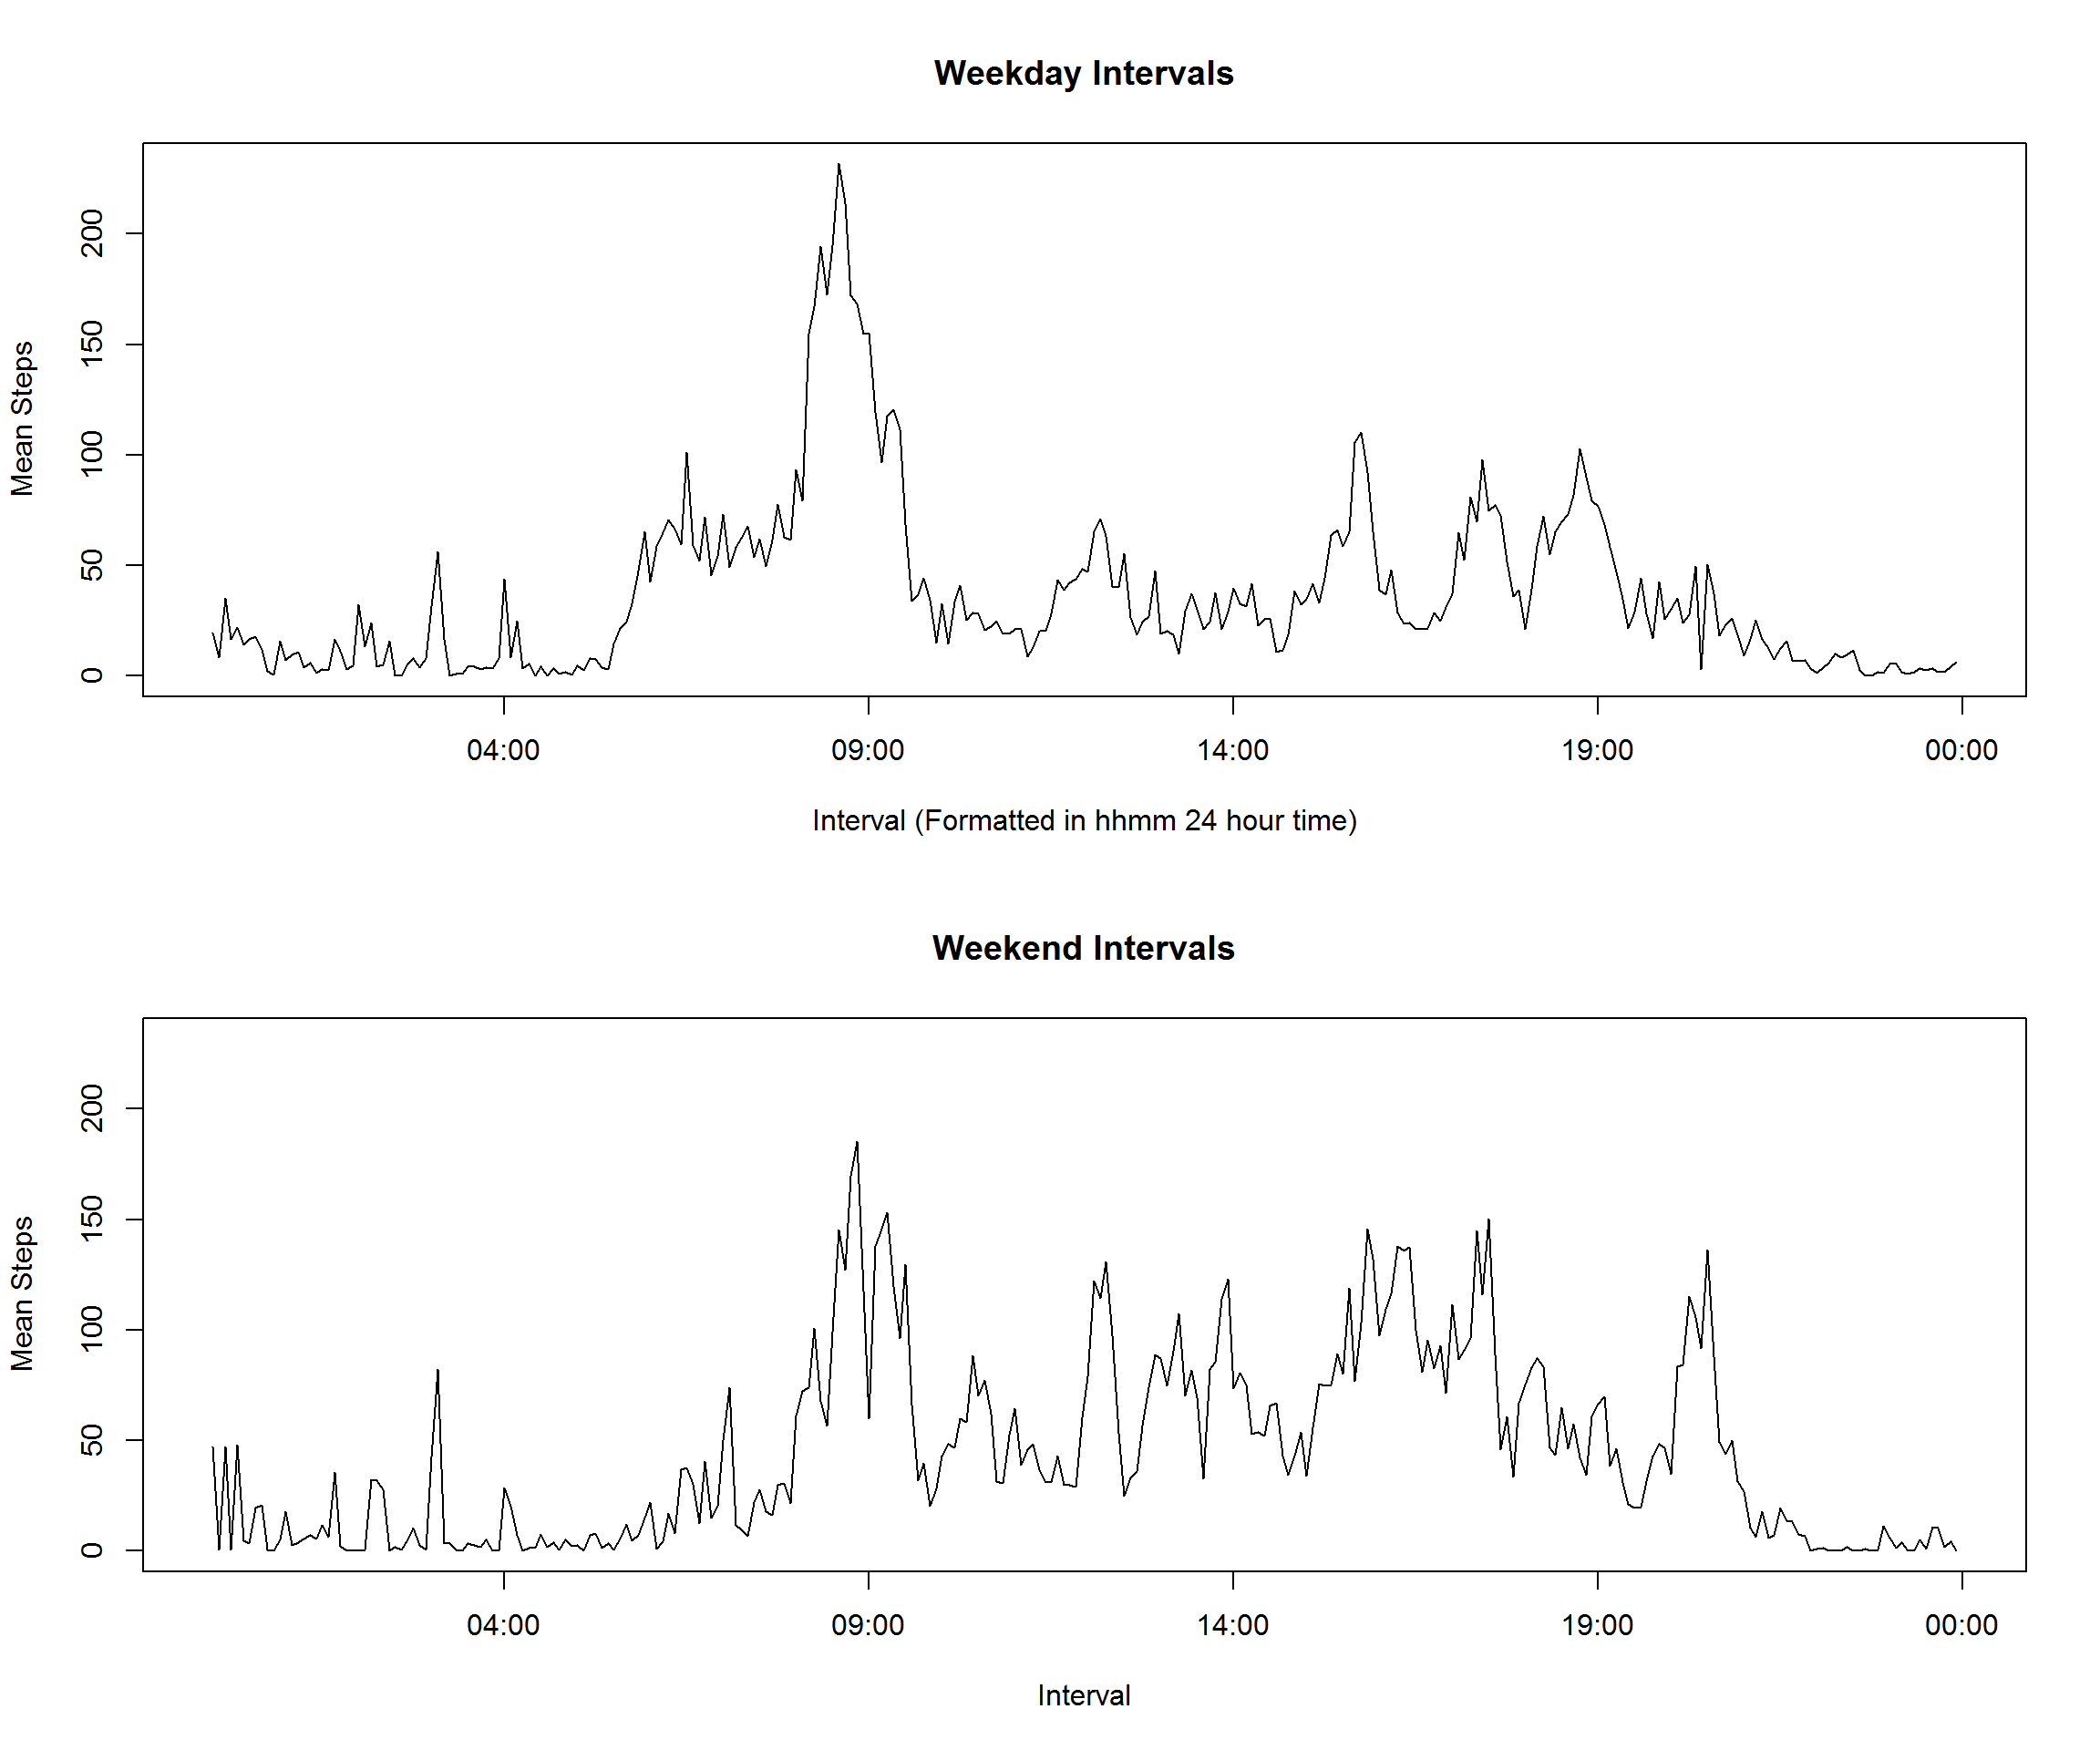 Weekday Intervals
Mean Steps
200
150
100
50
0
04:00 09:00 14:00 19:00 00:00
Interval (Formatted in hhmm 24 hour time)
Weekend Intervals
Mean Steps
200
150
100
50
0
04:00 09:00 14:00 19:00 00:00
Interval